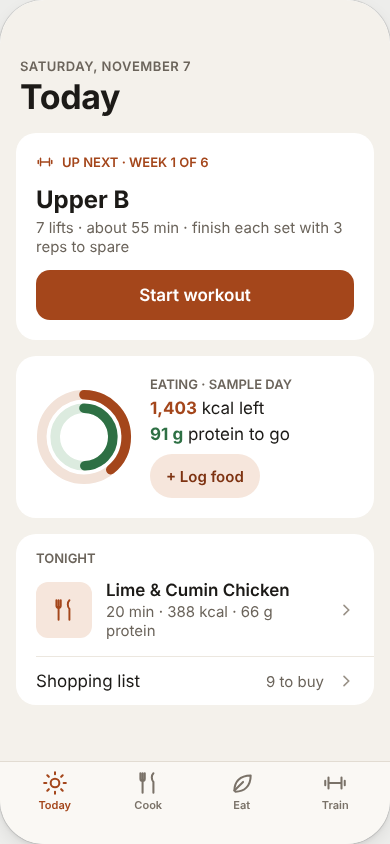 SATURDAY, NOVEMBER 7
Today
UP NEXT · WEEK 1 OF 6
Upper B
7 lifts · about 55 min · finish each set with 3
reps to spare
Start workout
EATING · SAMPLE DAY
1,403 kcal left
91 g protein to go
+ Log food
TONIGHT
Lime & Cumin Chicken
20 min · 388 kcal · 66 g
protein
Shopping list
9 to buy
Today
Cook
Eat
Train